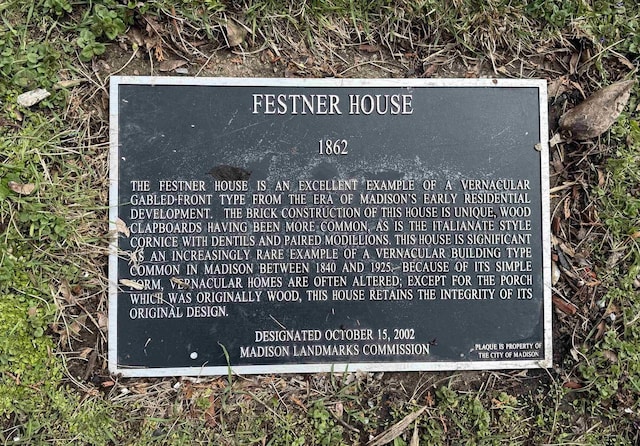 FESTNER HOUSE
1862
THE FESTNER HOUSE IS AN EXCELLENT EXAMPLE OF A VERNACULAR
GABLED-FRONT TYPE FROM THE ERA OF MADISON'S EARLY RESIDENTIAL
DEVELOPMENT. THE BRICK CONSTRUCTION OF THIS HOUSE IS UNIQUE, WOOD
CLAPBOARDS HAVING BEEN MORE COMMON, AS IS THE ITALIANATE STYLE
CORNICE WITH DENTILS AND PAIRED MODILLIONS. THIS HOUSE IS SIGNIFICANT
AS AN INCREASINGLY RARE EXAMPLE OF A VERNACULAR BUILDING TYPE
COMMON IN MADISON BETWEEN 1840 AND 1925. BECAUSE OF ITS SIMPLE
FORM, VERNACULAR HOMES ARE OFTEN ALTERED; EXCEPT FOR THE PORCH
WHICH WAS ORIGINALLY WOOD, THIS HOUSE RETAINS THE INTEGRITY OF ITS
ORIGINAL DESIGN.
DESIGNATED OCTOBER 15, 2002
MADISON LANDMARKS COMMISSION
PLAQUE IS PROPERTY OF
THE CITY OF MADISON